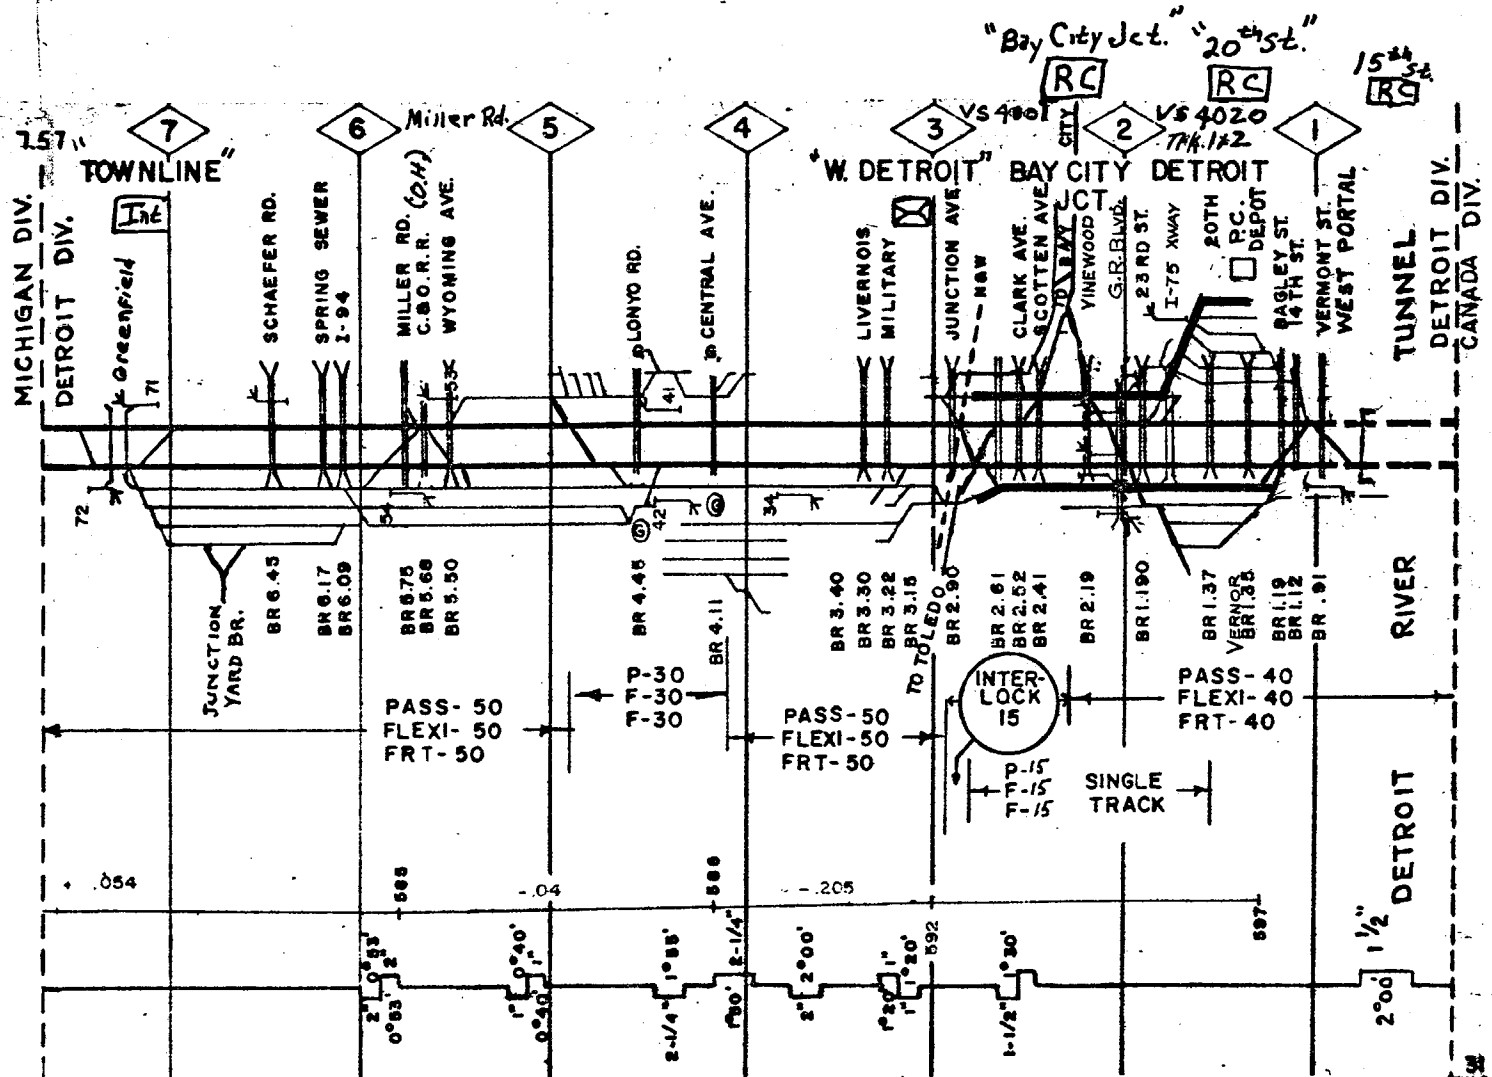 "Bay City Jct."
"20th St."
15th St.
RC
RC
RC
7.57
7
6
Miller Rd.
5
4
3
VS 4001
CITY
2
VS 4020
TRK. 1&2
1
"TOWNLINE"
"W. DETROIT"
BAY CITY JCT.
DETROIT
Int
MICHIGAN DIV.
DETROIT DIV.
Greenfield
71
72
SCHAEFER RD.
SPRING SEWER
I-94
MILLER RD. (O.H)
C.&O.R.R.
WYONING AVE.
53
54
LONYO RD.
41
42
G
CENTRAL AVE.
G
34
LIVERNOIS
MILITARY
JUNCTION AVE.
N&W
CLARK AVE.
SCOTTEN AVE.
TO BAY
VINEWOOD
G.R. BLVD.
23 RD ST.
I-75 XWAY
20TH
P.C. DEPOT
BAGLEY ST.
14TH ST.
VERMONT ST.
WEST PORTAL
TUNNEL
DETROIT DIV.
CANADA DIV.
JUNCTION YARD BR.
BR 6.45
BR 6.17
BR 6.09
BR 5.75
BR 5.68
BR 5.50
BR 4.45
BR 4.11
BR 3.40
BR 3.30
BR 3.22
BR 3.15
TO TOLEDO
BR 2.90
BR 2.61
BR 2.52
BR 2.41
BR 2.19
BR 1.190
BR 1.37
VERNOR
BR 1.35
BR 1.19
BR 1.12
BR .91
DETROIT RIVER
PASS-50
FLEXI-50
FRT-50
P-30
F-30
F-30
PASS-50
FLEXI-50
FRT-50
INTER-
LOCK
15
P-15
F-15
F-15
SINGLE
TRACK
PASS-40
FLEXI-40
FRT-40
.054
585
-.04
586
-.205
592
597
2" 0°53'
0°53' 2"
1" 0°40'
0°40' 1"
2-1/4" 1°55'
1°50' 2-1/4"
2" 2°00'
1°20' 1"
1" 1°20'
1-1/2" 1°30'
2°00' 1 1/2"